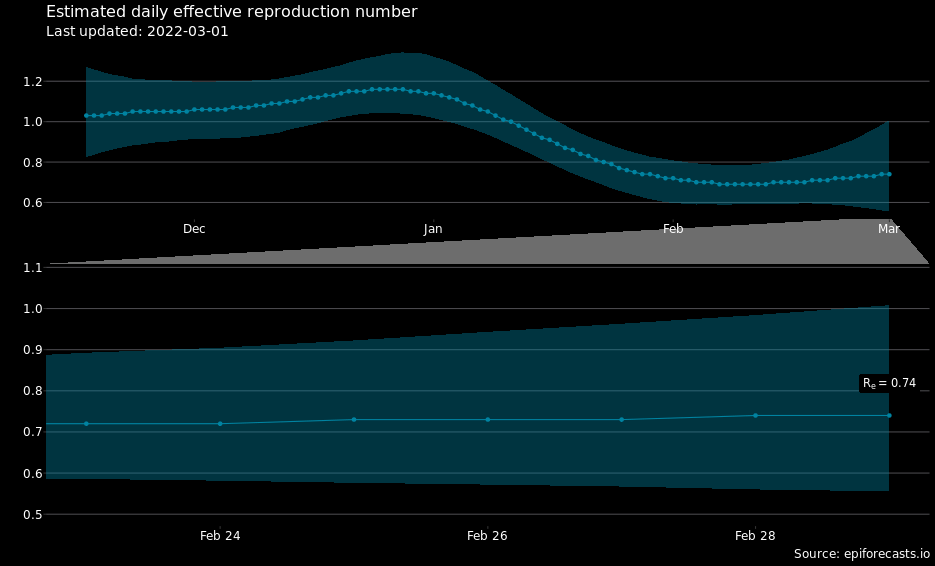 Estimated daily effective reproduction number
Last updated: 2022-03-01
1.2
1.0
0.8
0.6
Dec Jan Feb Mar
1.1
1.0
0.9
0.8
Re = 0.74
0.7
0.6
0.5
Feb 24 Feb 26 Feb 28
Source: epiforecasts.io